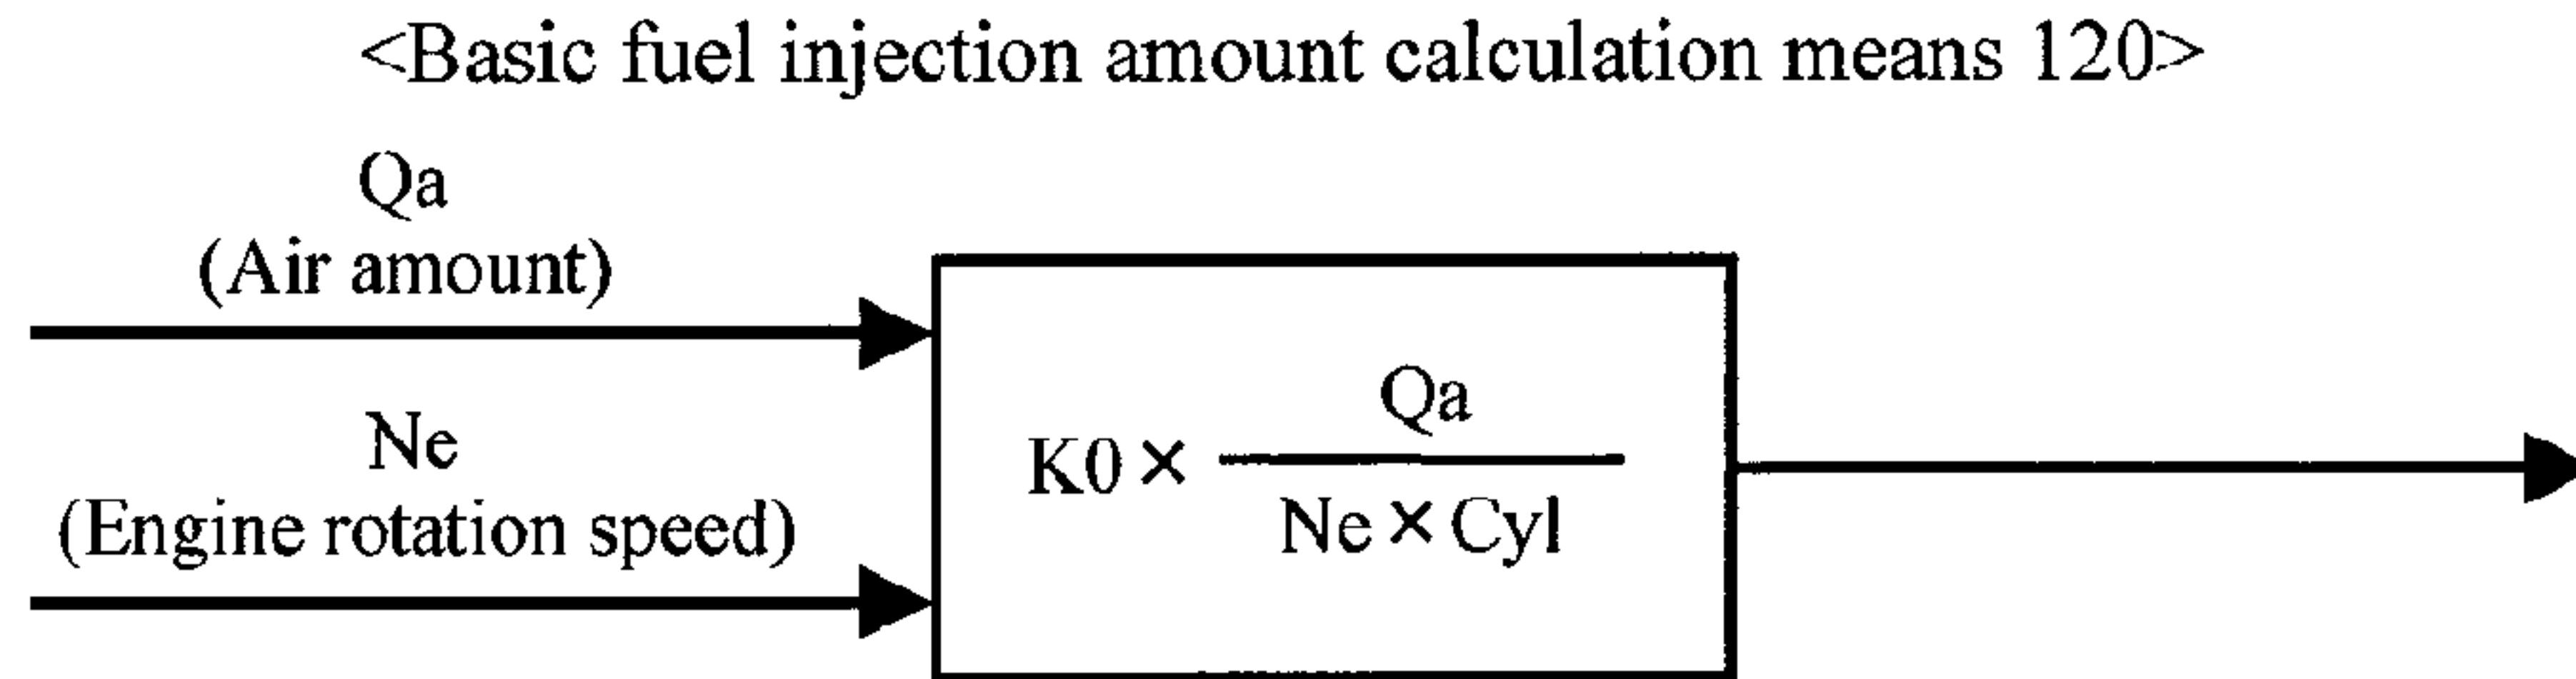 <Basic fuel injection amount calculation means 120>
Qa
(Air amount)
Ne
(Engine rotation speed)
Qa
K0 ×
Ne × Cyl